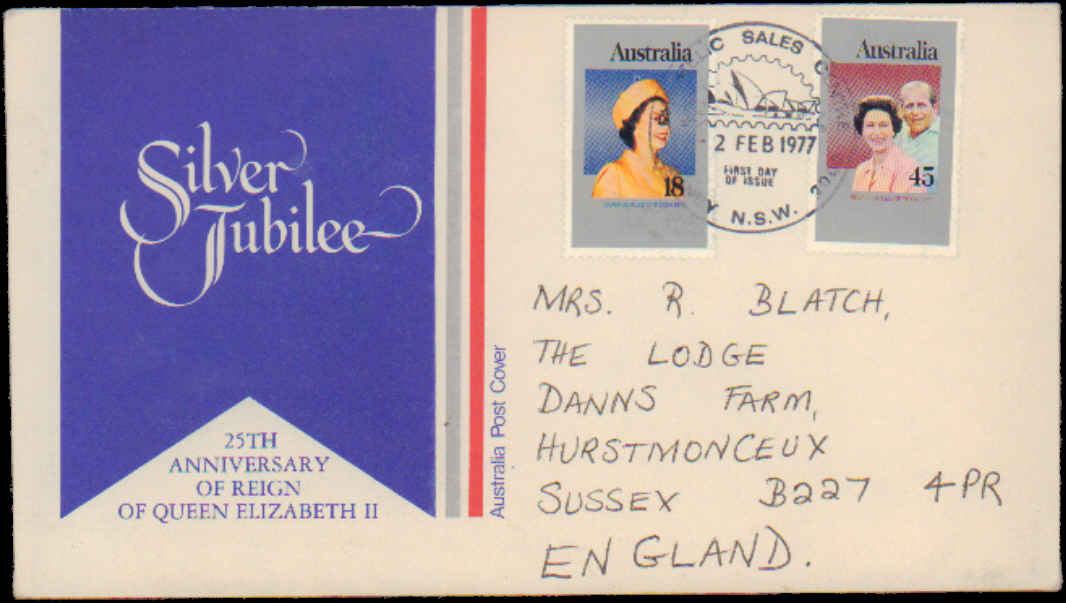 Silver
Jubilee
25TH
ANNIVERSARY
OF REIGN
OF QUEEN ELIZABETH II
Australia Post Cover
Australia
18
SALES
2 FEB 1977
FIRST DAY
OF ISSUE
N.S.W.
Australia
45
MRS. R. BLATCH,
THE LODGE
DANNS FARM,
HURSTMONCEUX
SUSSEX B227 4PR
ENGLAND.